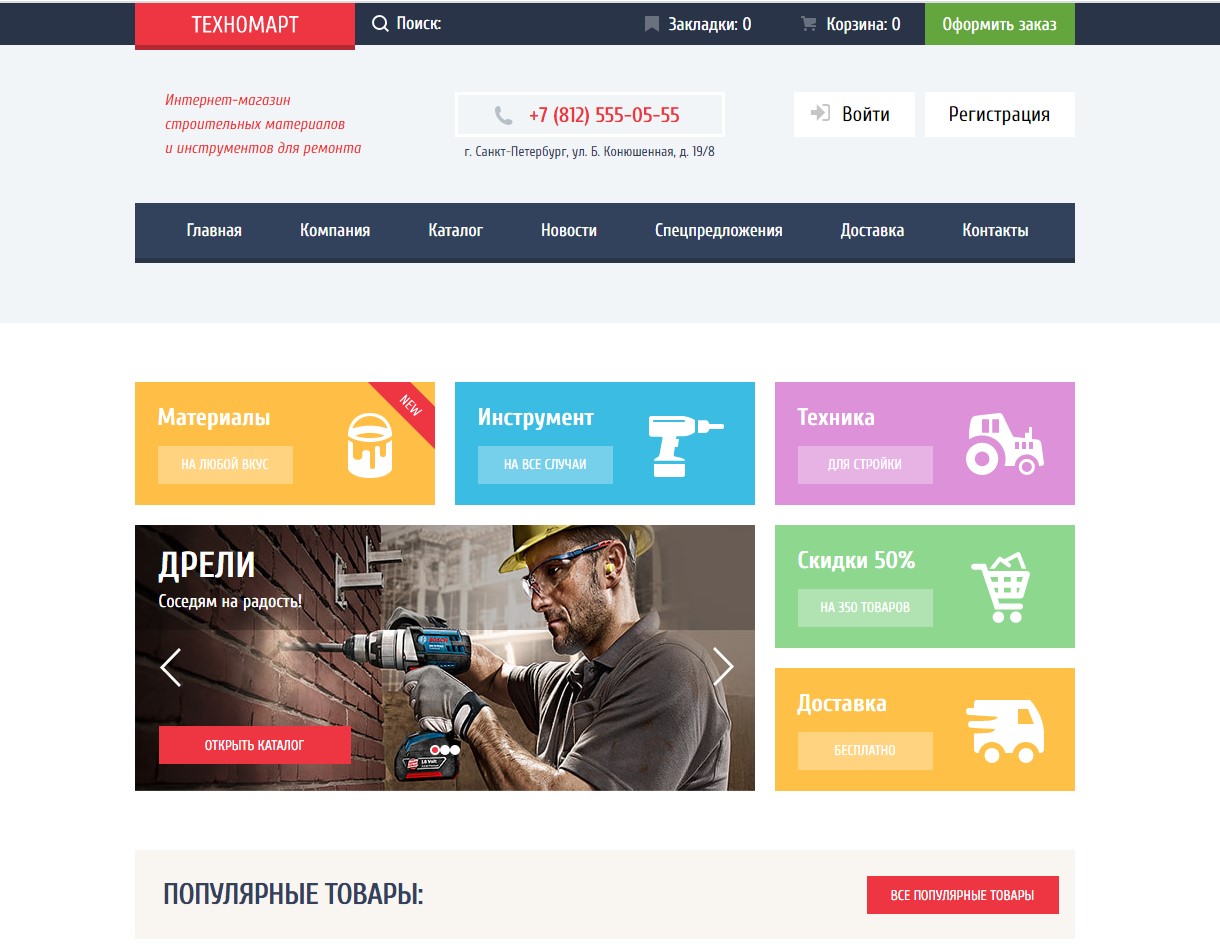 ТЕХНОМАРТ
Поиск:
Закладки: 0
Корзина: 0
Оформить заказ
Интернет-магазин
строительных материалов
и инструментов для ремонта
+7 (812) 555-05-55
г. Санкт-Петербург, ул. Б. Конюшенная, д. 19/8
Войти
Регистрация
Главная
Компания
Каталог
Новости
Спецпредложения
Доставка
Контакты
Материалы
НА ЛЮБОЙ ВКУС
NEW
Инструмент
НА ВСЕ СЛУЧАИ
Техника
ДЛЯ СТРОЙКИ
ДРЕЛИ
Соседям на радость!
BOSCH
18 Volt
ОТКРЫТЬ КАТАЛОГ
Скидки 50%
НА 350 ТОВАРОВ
Доставка
БЕСПЛАТНО
ПОПУЛЯРНЫЕ ТОВАРЫ:
ВСЕ ПОПУЛЯРНЫЕ ТОВАРЫ